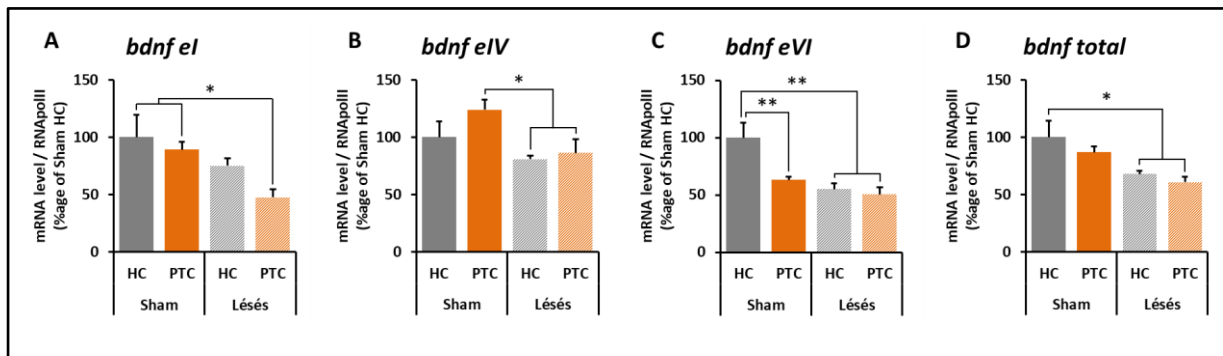 A bdnf eI
mRNA level / RNApolII
(%age of Sham HC)
150
100
50
0
*
HC PTC HC PTC
Sham Lésés
B bdnf eIV
mRNA level / RNApolII
(%age of Sham HC)
150
100
50
0
*
HC PTC HC PTC
Sham Lésés
C bdnf eVI
mRNA level / RNApolII
(%age of Sham HC)
150
100
50
0
**
**
HC PTC HC PTC
Sham Lésés
D bdnf total
mRNA level / RNApolII
(%age of Sham HC)
150
100
50
0
*
HC PTC HC PTC
Sham Lésés